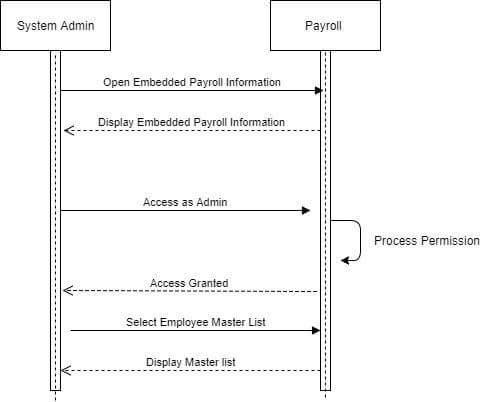 System Admin
Payroll
Open Embedded Payroll Information
Display Embedded Payroll Information
Access as Admin
Process Permission
Access Granted
Select Employee Master List
Display Master list